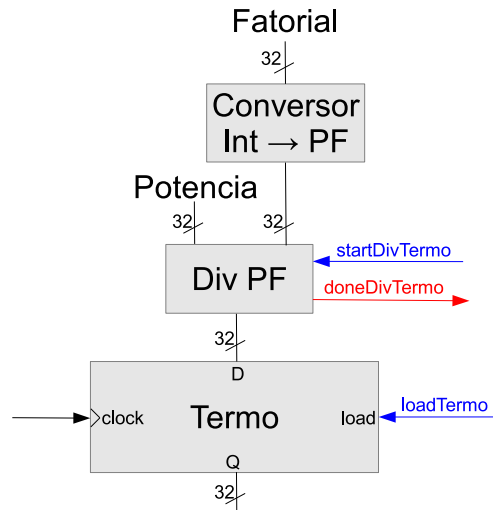 Fatorial
32
Conversor
Int → PF
Potencia
32
32
startDivTermo
Div PF
doneDivTermo
32
D
loadTermo
clock
Termo
load
Q
32